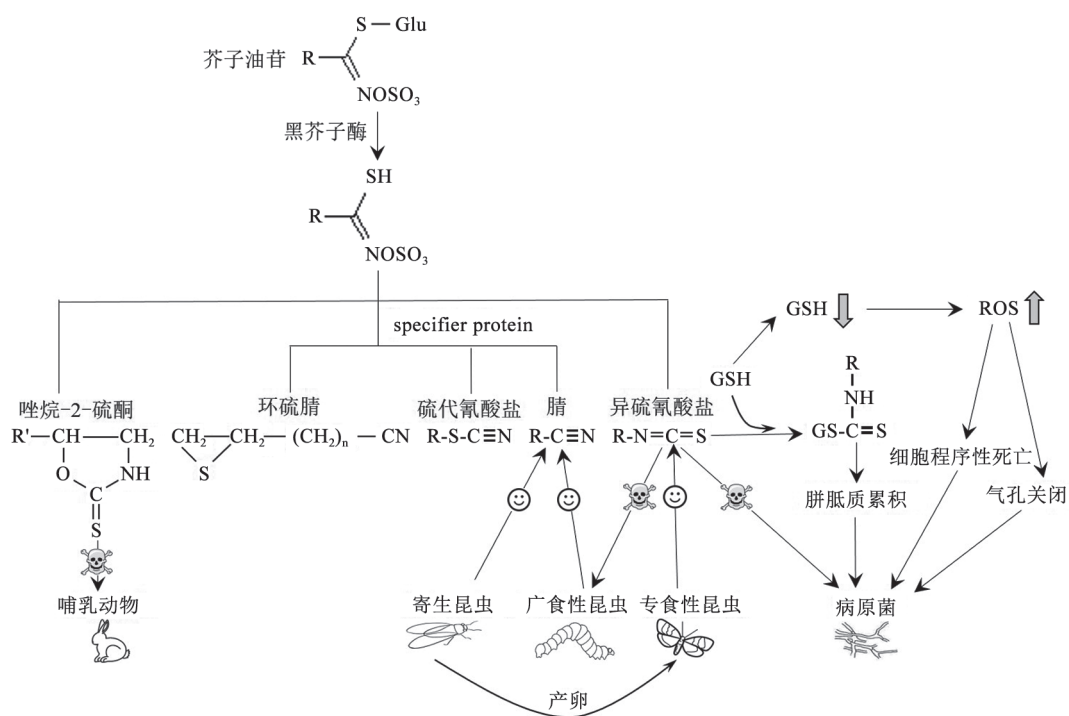 S—Glu
芥子油苷
R
NOSO₃
黑芥子酶
SH
R
NOSO₃
specifier protein
GSH
ROS
GSH
R
NH
GS-C=S
唑烷-2-硫酮
环硫腈
硫代氰酸盐
腈
异硫氰酸盐
R'—CH—CH₂
O
NH
C
S
CH₂ CH₂—(CH₂)n—CN
S
R-S-C≡N
R-C≡N
R-N=C=S
细胞程序性死亡
胼胝质累积
气孔关闭
哺乳动物
寄生昆虫
广食性昆虫
专食性昆虫
病原菌
产卵